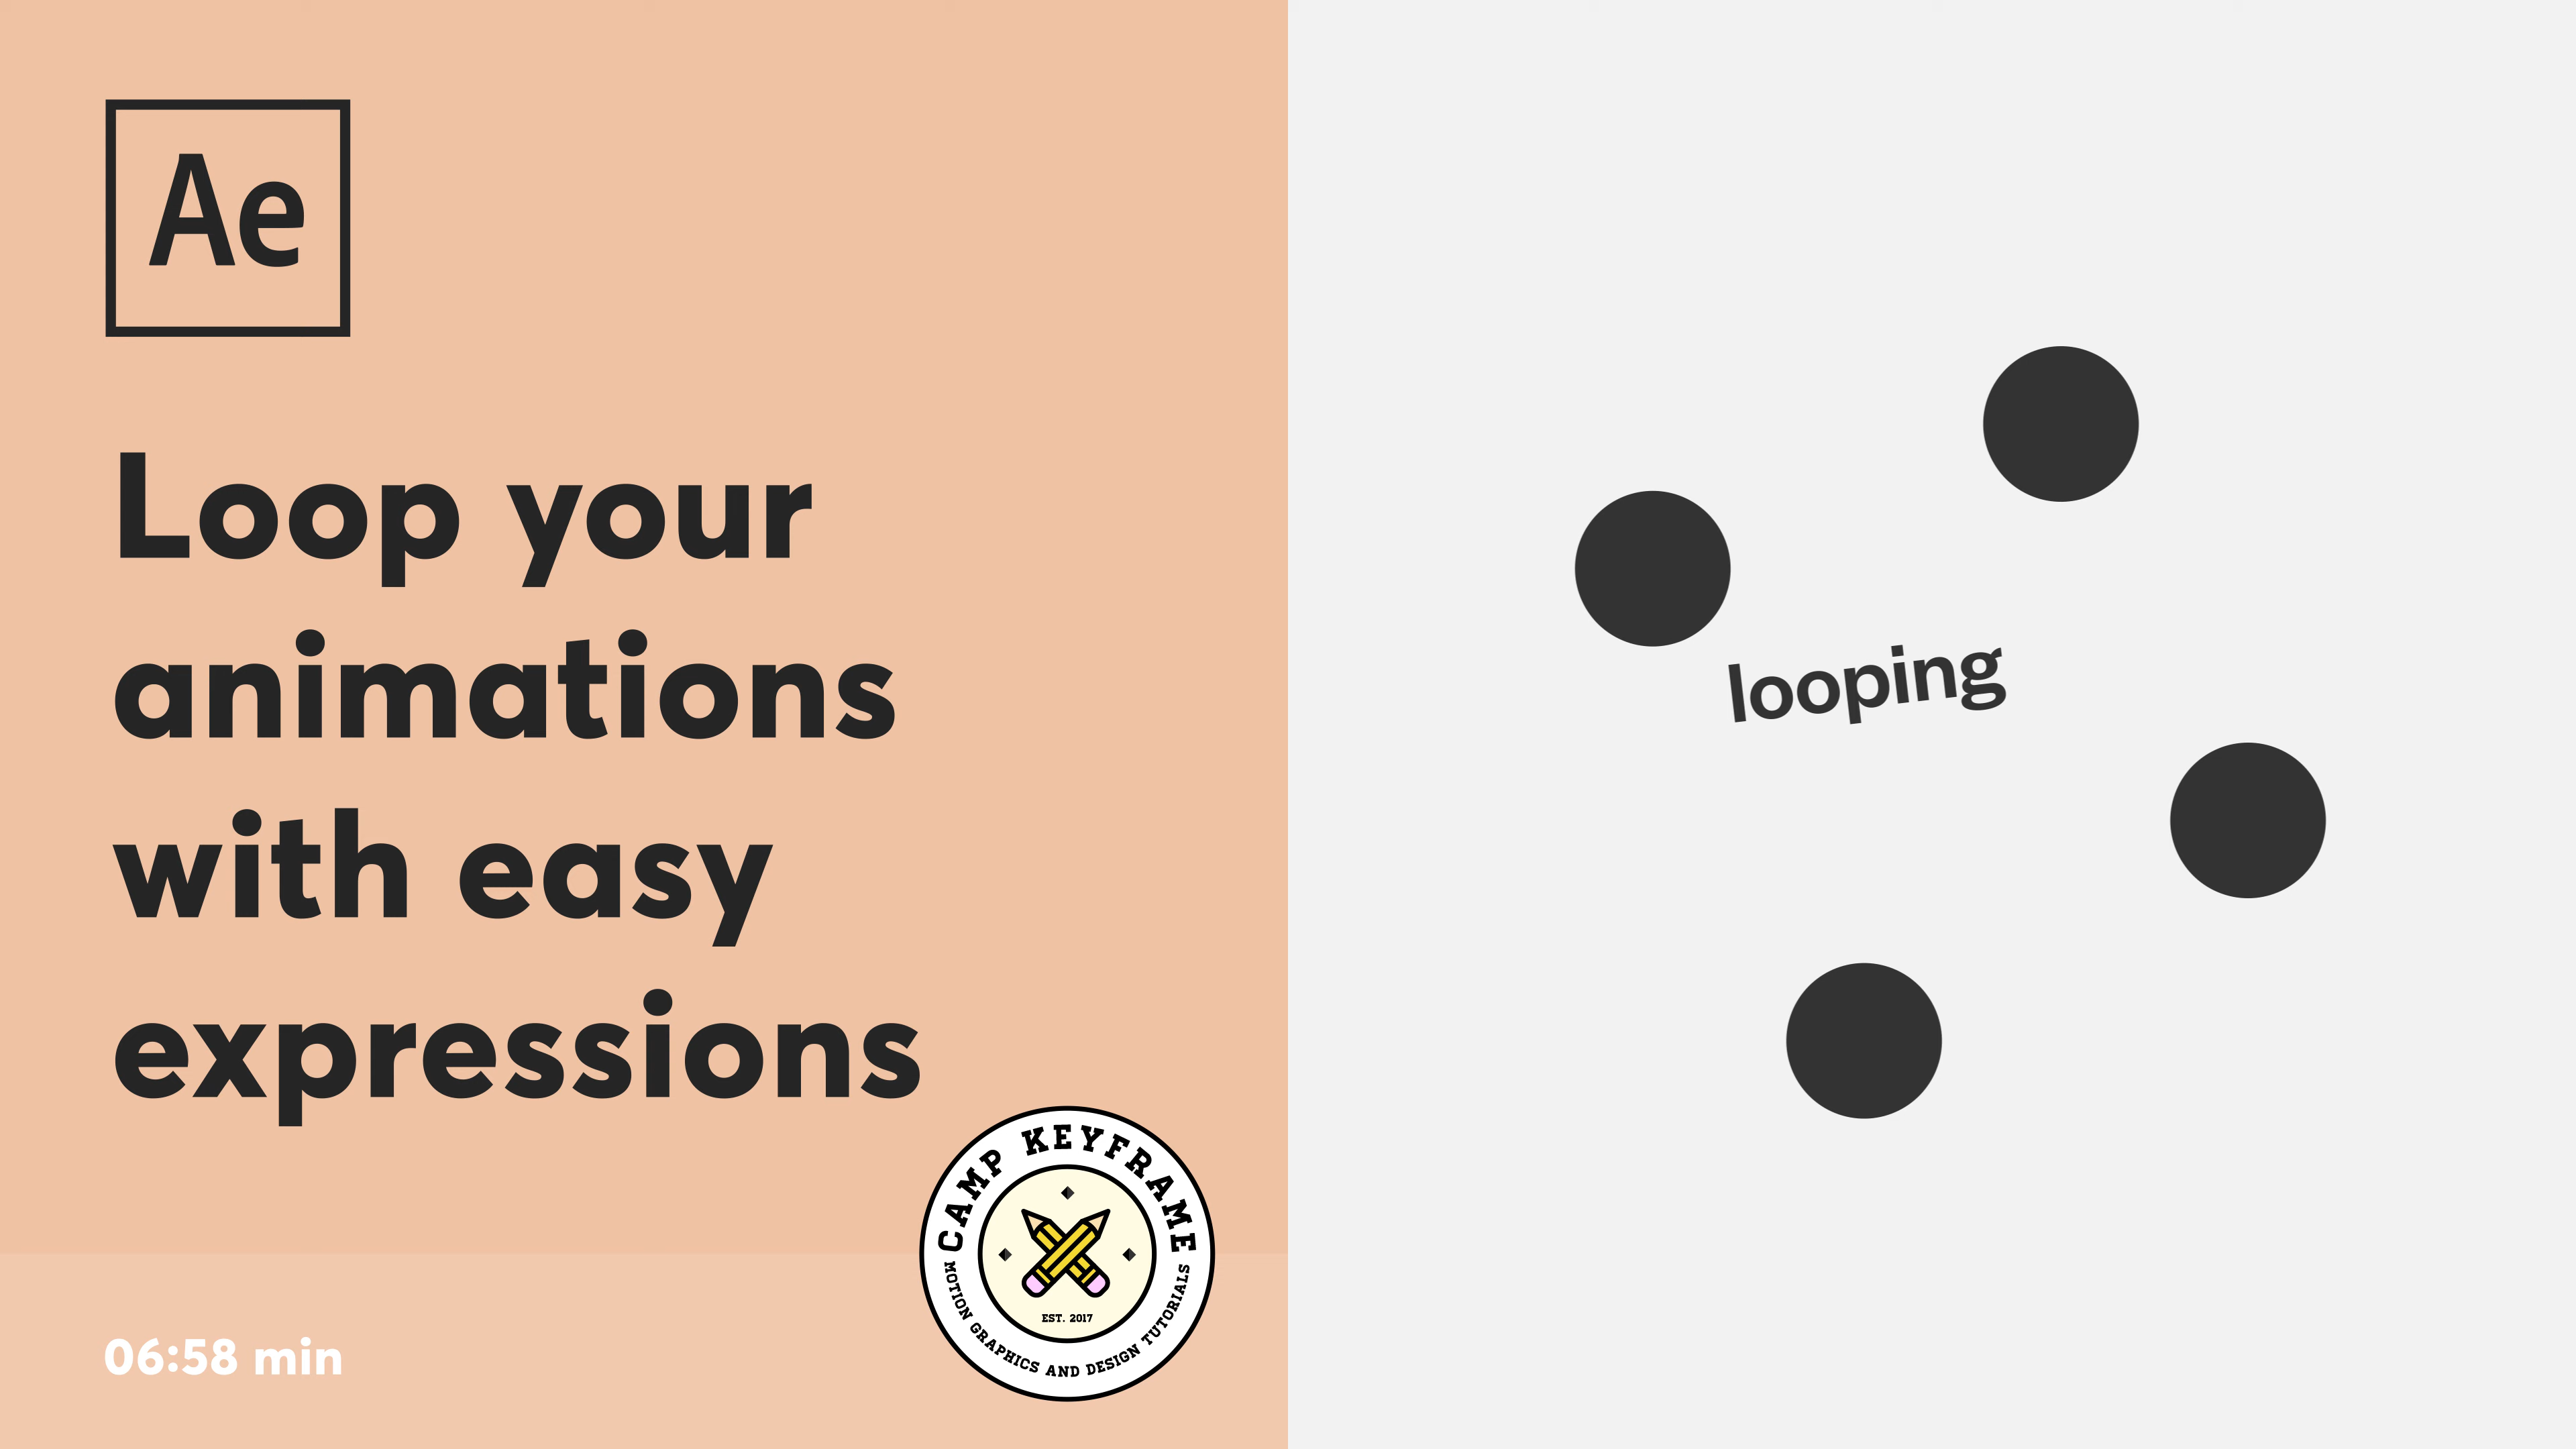 Ae
Loop your
animations
with easy
expressions
looping
CAMP KEYFRAME
EST. 2017
MOTION GRAPHICS AND DESIGN TUTORIALS
06:58 min